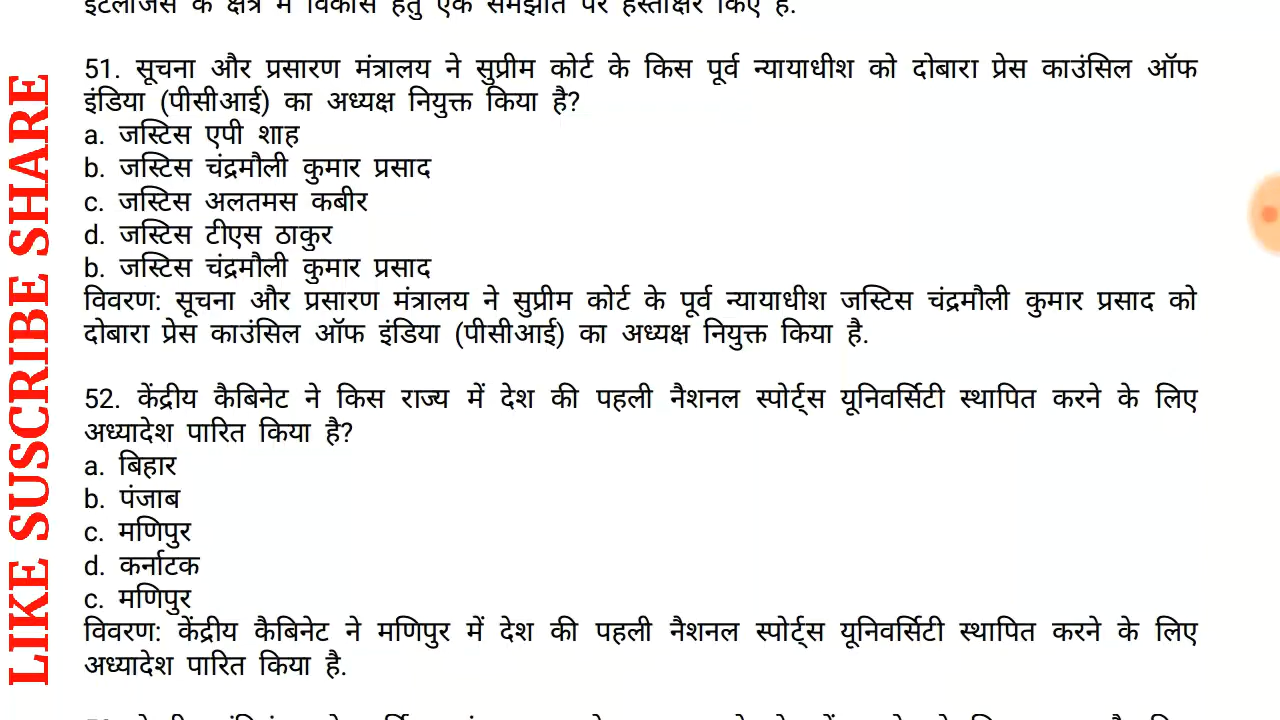 इंटेलीजेंस के क्षेत्र में विकास हेतु एक समझौते पर हस्ताक्षर किए है.
51. सूचना और प्रसारण मंत्रालय ने सुप्रीम कोर्ट के किस पूर्व न्यायाधीश को दोबारा प्रेस काउंसिल ऑफ
इंडिया (पीसीआई) का अध्यक्ष नियुक्त किया है?
a. जस्टिस एपी शाह
b. जस्टिस चंद्रमौली कुमार प्रसाद
c. जस्टिस अलतमस कबीर
d. जस्टिस टीएस ठाकुर
b. जस्टिस चंद्रमौली कुमार प्रसाद
विवरण: सूचना और प्रसारण मंत्रालय ने सुप्रीम कोर्ट के पूर्व न्यायाधीश जस्टिस चंद्रमौली कुमार प्रसाद को
दोबारा प्रेस काउंसिल ऑफ इंडिया (पीसीआई) का अध्यक्ष नियुक्त किया है.
52. केंद्रीय कैबिनेट ने किस राज्य में देश की पहली नैशनल स्पोर्ट्स यूनिवर्सिटी स्थापित करने के लिए
अध्यादेश पारित किया है?
a. बिहार
b. पंजाब
c. मणिपुर
d. कर्नाटक
c. मणिपुर
विवरण: केंद्रीय कैबिनेट ने मणिपुर में देश की पहली नैशनल स्पोर्ट्स यूनिवर्सिटी स्थापित करने के लिए
अध्यादेश पारित किया है.
LIKE SUSCRIBE SHARE